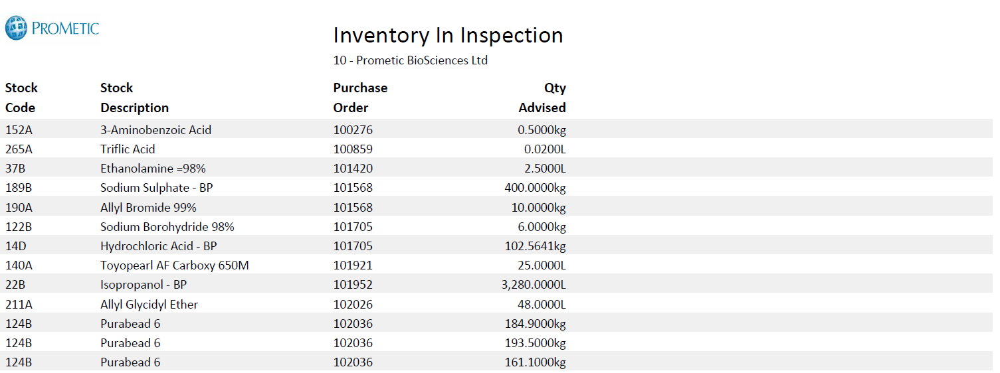 PROMETIC
Inventory In Inspection
10 - Prometic BioSciences Ltd
Stock Stock Purchase Qty
Code Description Order Advised
152A 3-Aminobenzoic Acid 100276 0.5000kg
265A Triflic Acid 100859 0.0200L
37B Ethanolamine =98% 101420 2.5000L
189B Sodium Sulphate - BP 101568 400.0000kg
190A Allyl Bromide 99% 101568 10.0000kg
122B Sodium Borohydride 98% 101705 6.0000kg
14D Hydrochloric Acid - BP 101705 102.5641kg
140A Toyopearl AF Carboxy 650M 101921 25.0000L
22B Isopropanol - BP 101952 3,280.0000L
211A Allyl Glycidyl Ether 102026 48.0000L
124B Purabead 6 102036 184.9000kg
124B Purabead 6 102036 193.5000kg
124B Purabead 6 102036 161.1000kg